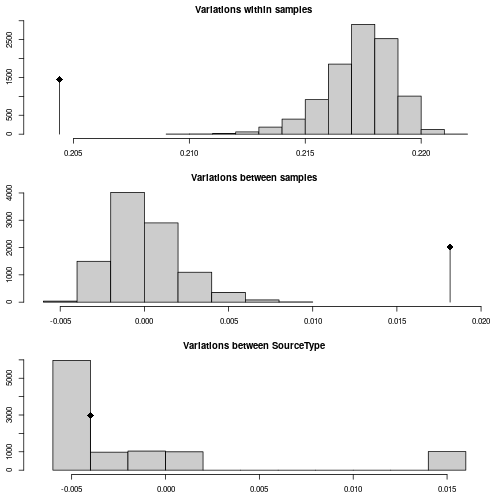 Variations within samples
2500
1500
500
0
0.205 0.210 0.215 0.220
Variations between samples
4000
3000
2000
1000
0
-0.005 0.000 0.005 0.010 0.015 0.020
Variations between SourceType
5000
3000
1000
0
-0.005 0.000 0.005 0.010 0.015